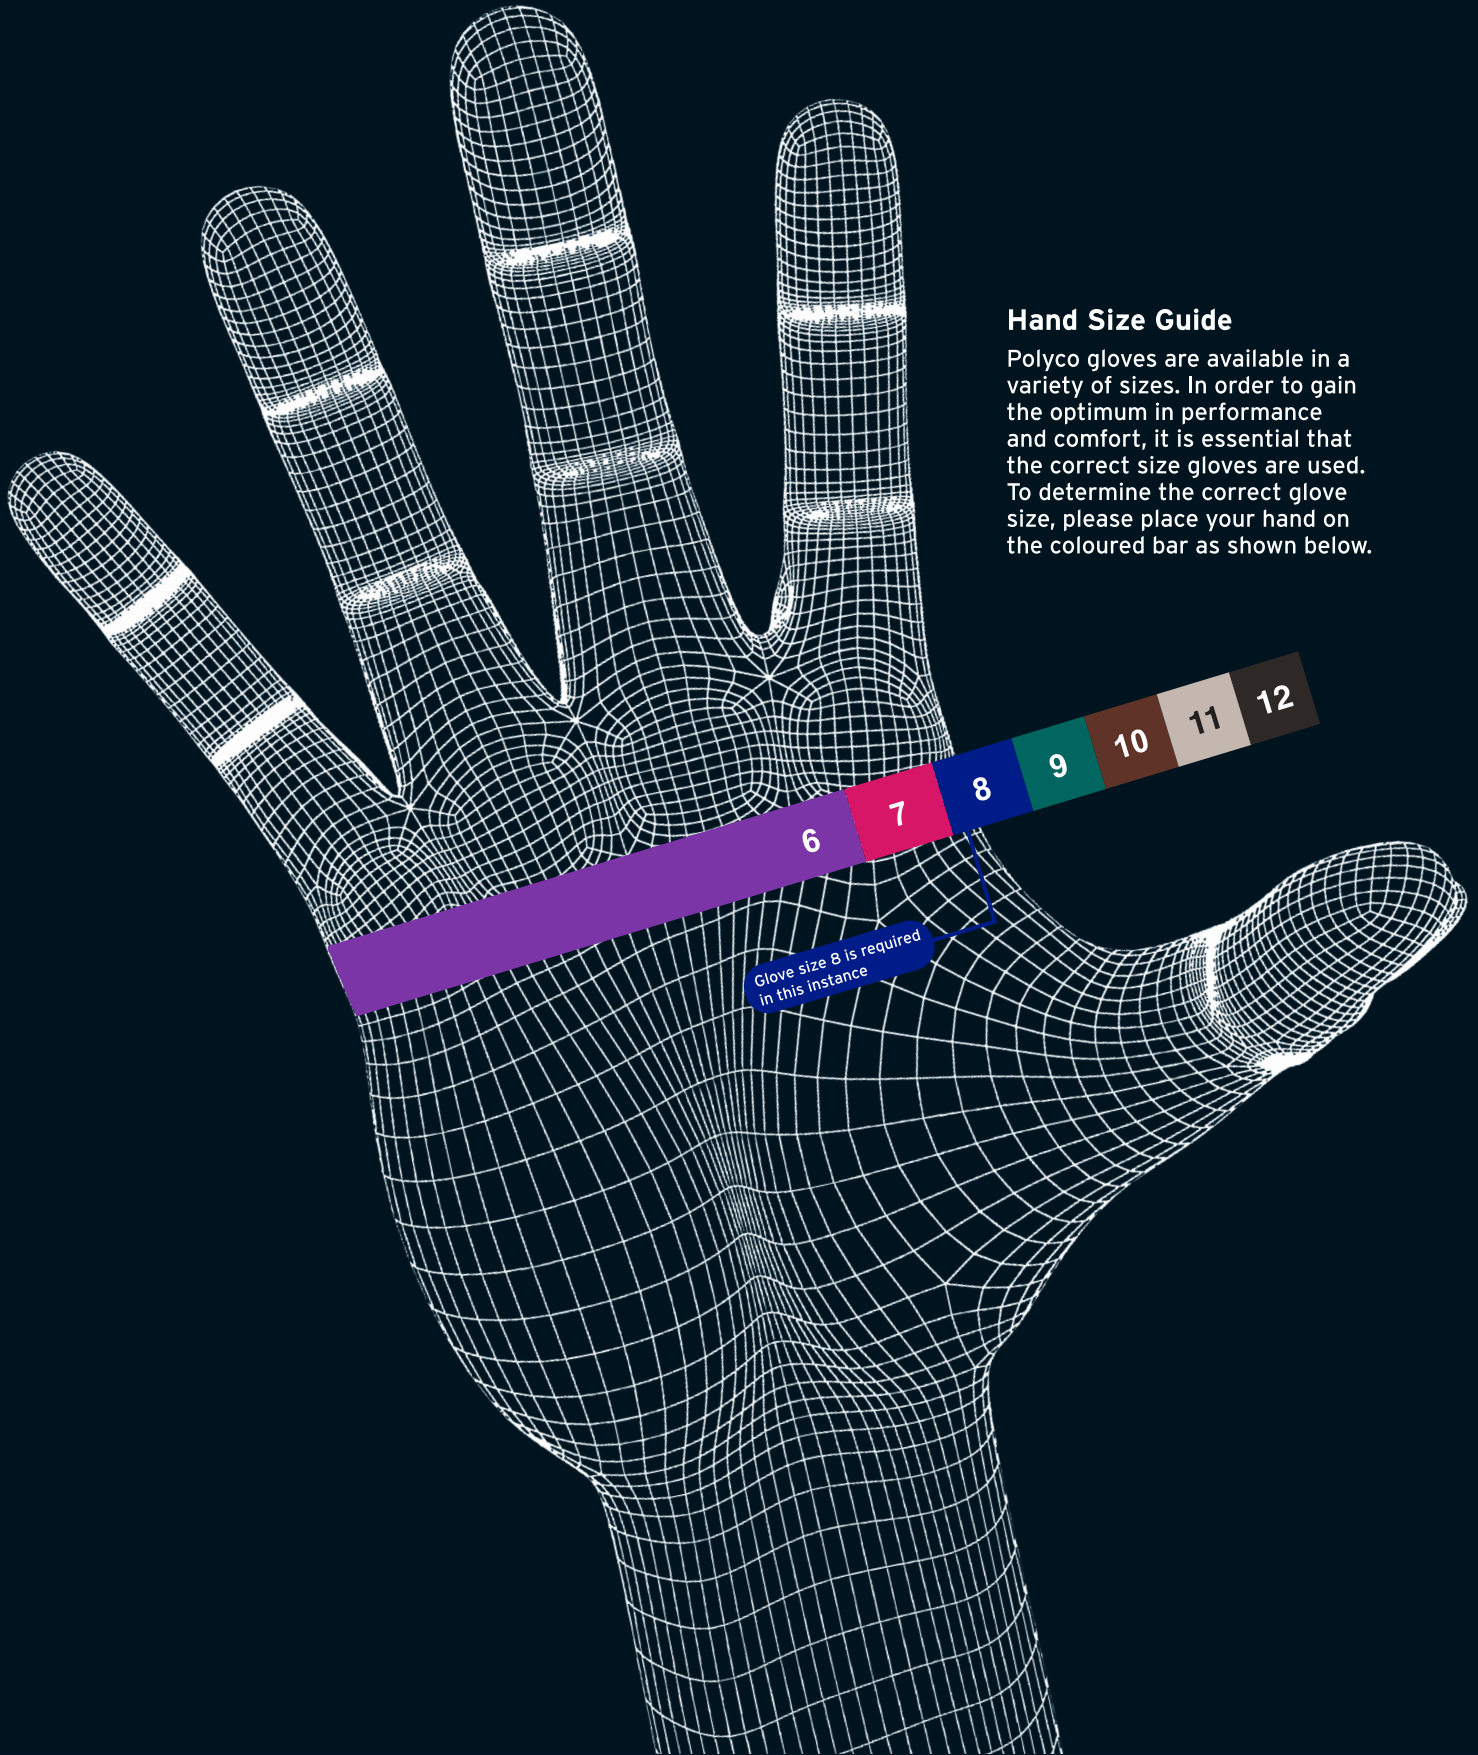 Hand Size Guide
Polyco gloves are available in a
variety of sizes. In order to gain
the optimum in performance
and comfort, it is essential that
the correct size gloves are used.
To determine the correct glove
size, please place your hand on
the coloured bar as shown below.
6 7 8 9 10 11 12
Glove size 8 is required
in this instance